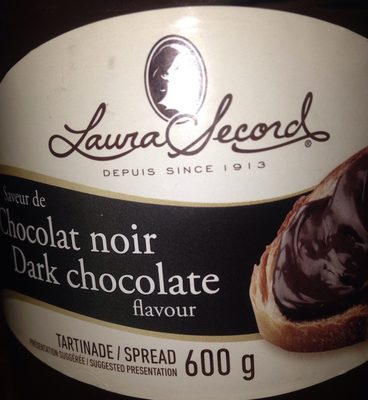 Laura Secord®
DEPUIS SINCE 1913
Saveur de
Chocolat noir
Dark chocolate
flavour
TARTINADE / SPREAD 600 g
PRÉSENTATION SUGGÉRÉE / SUGGESTED PRESENTATION